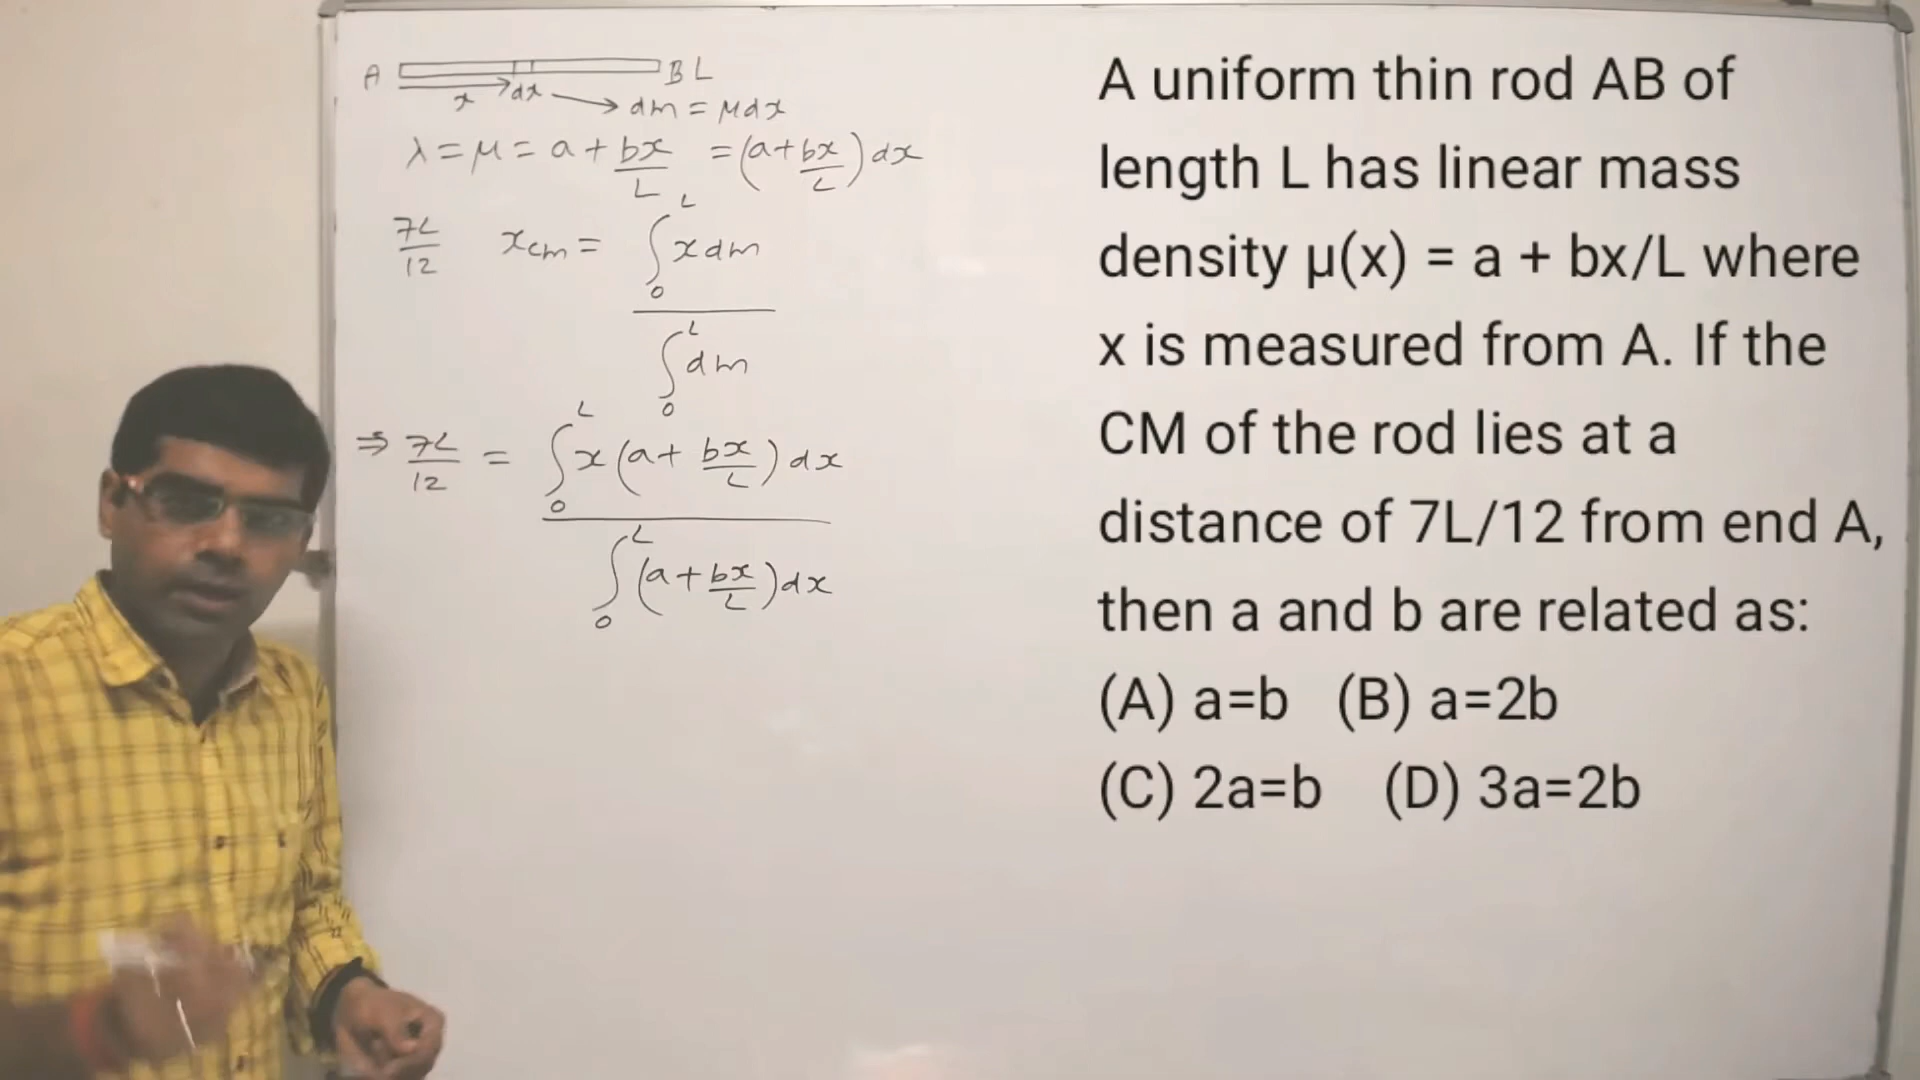 A B L
x dx → dm = μdx
λ = μ = a + bx/L = (a + bx/L) dx
7L/12 x_cm = ∫₀ᴸ x dm / ∫₀ᴸ dm
⇒ 7L/12 = ∫₀ᴸ x (a + bx/L) dx / ∫₀ᴸ (a + bx/L) dx
A uniform thin rod AB of
length L has linear mass
density μ(x) = a + bx/L where
x is measured from A. If the
CM of the rod lies at a
distance of 7L/12 from end A,
then a and b are related as:
(A) a=b (B) a=2b
(C) 2a=b (D) 3a=2b